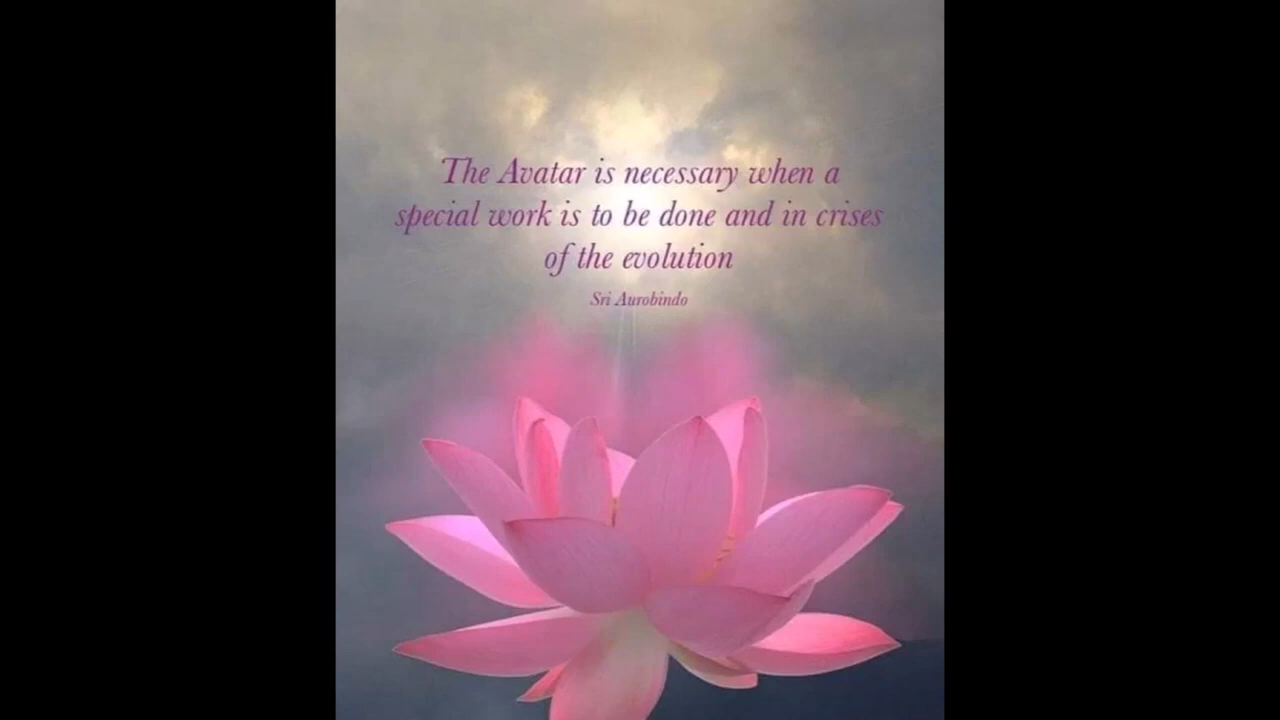 The Avatar is necessary when a
special work is to be done and in crises
of the evolution
Sri Aurobindo